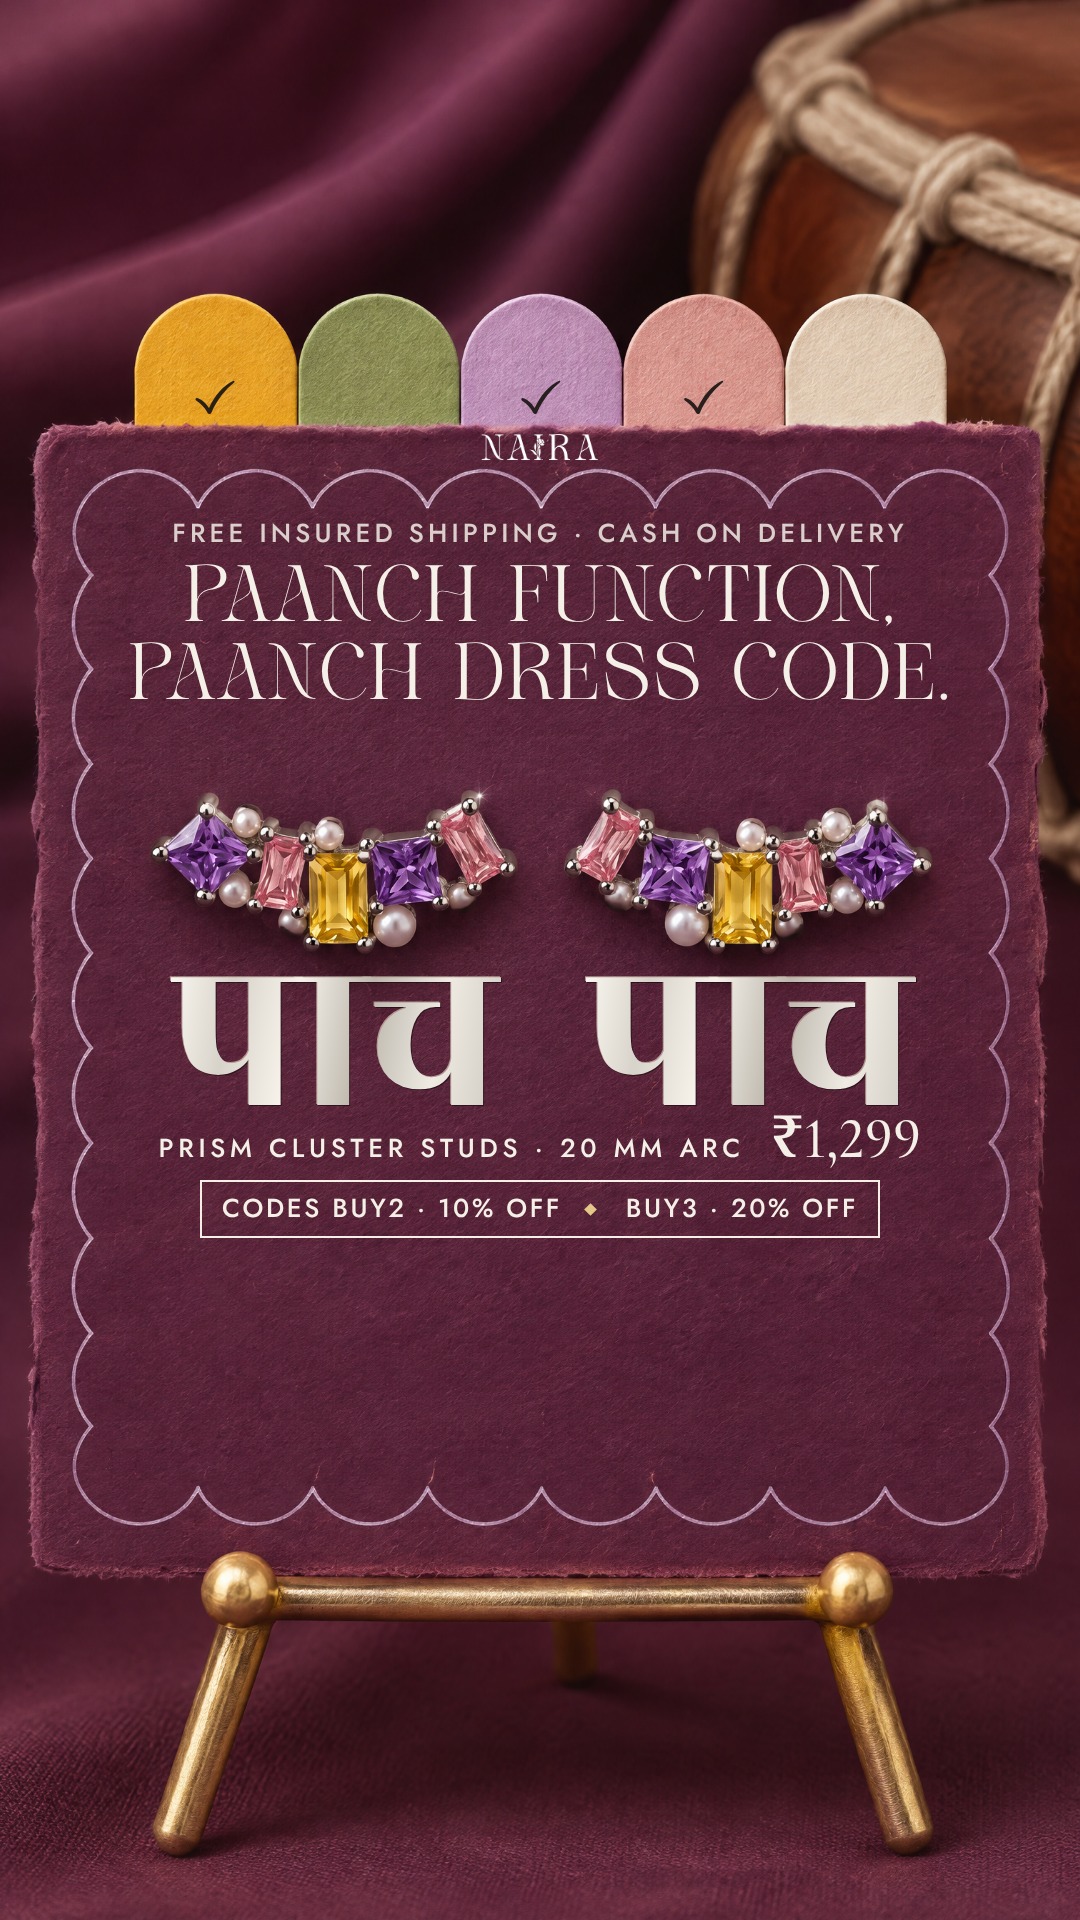 NAIRA
FREE INSURED SHIPPING · CASH ON DELIVERY
PAANCH FUNCTION,
PAANCH DRESS CODE.
पाच पाच
PRISM CLUSTER STUDS · 20 MM ARC ₹1,299
CODES BUY2 · 10% OFF ◆ BUY3 · 20% OFF